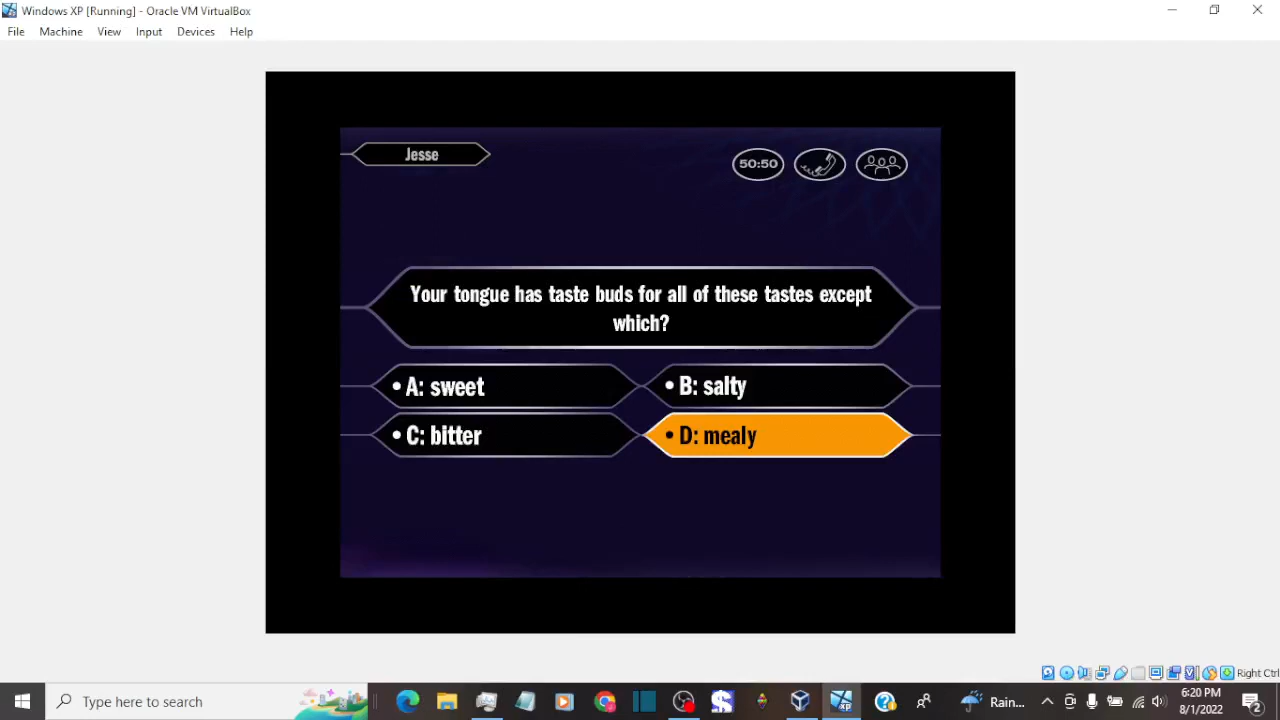 Windows XP [Running] - Oracle VM VirtualBox
File Machine View Input Devices Help
Jesse
50:50
Your tongue has taste buds for all of these tastes except
which?
• A: sweet
• B: salty
• C: bitter
• D: mealy
Right Ctrl
Type here to search
XP
Rain...
6:20 PM
8/1/2022
2